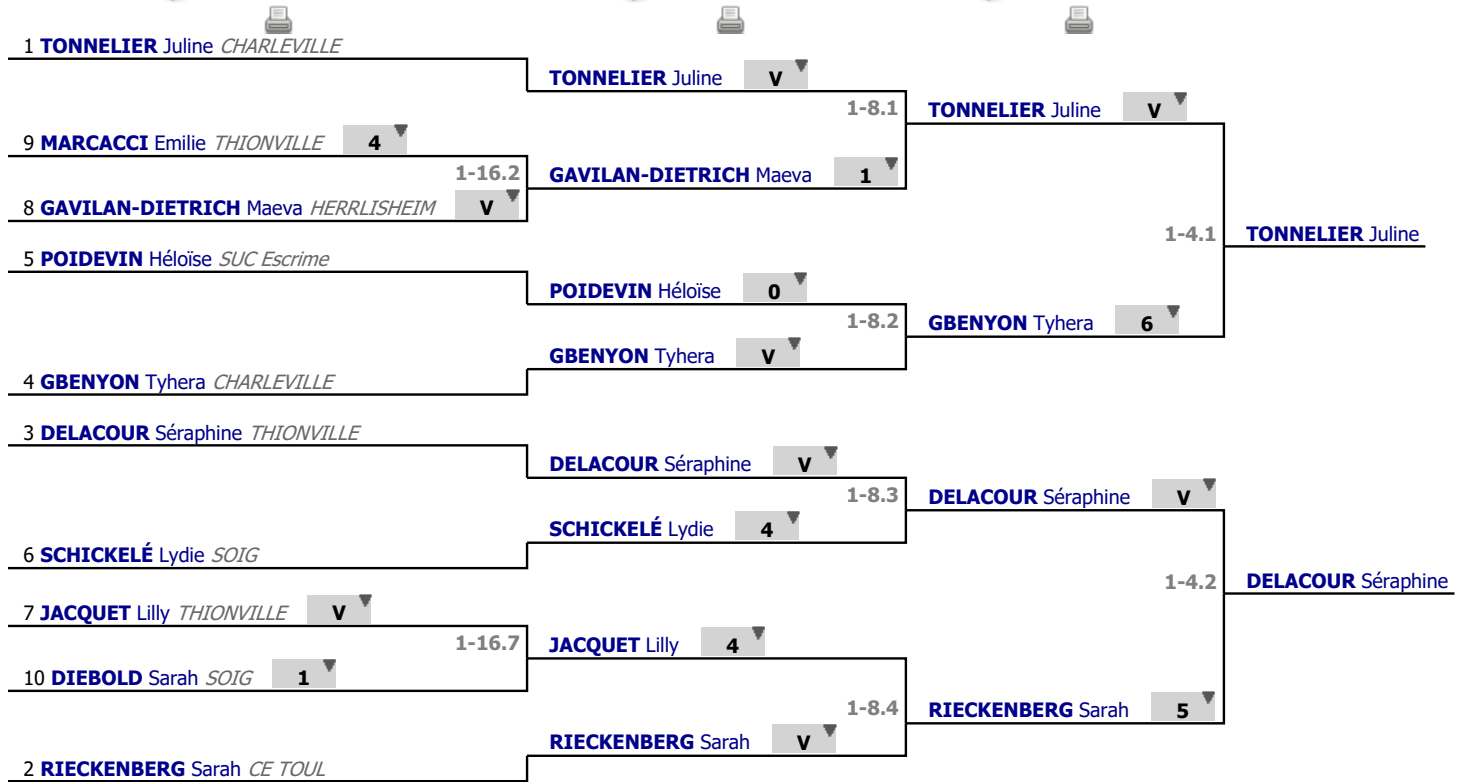 1 TONNELIER Juline CHARLEVILLE
TONNELIER Juline V
1-8.1
TONNELIER Juline V
9 MARCACCI Emilie THIONVILLE 4
1-16.2
GAVILAN-DIETRICH Maeva 1
8 GAVILAN-DIETRICH Maeva HERRLISHEIM V
1-4.1
TONNELIER Juline
5 POIDEVIN Héloïse SUC Escrime
POIDEVIN Héloïse 0
1-8.2
GBENYON Tyhera 6
GBENYON Tyhera V
4 GBENYON Tyhera CHARLEVILLE
3 DELACOUR Séraphine THIONVILLE
DELACOUR Séraphine V
1-8.3
DELACOUR Séraphine V
SCHICKELÉ Lydie 4
6 SCHICKELÉ Lydie SOIG
1-4.2
DELACOUR Séraphine
7 JACQUET Lilly THIONVILLE V
1-16.7
JACQUET Lilly 4
10 DIEBOLD Sarah SOIG 1
1-8.4
RIECKENBERG Sarah 5
RIECKENBERG Sarah V
2 RIECKENBERG Sarah CE TOUL